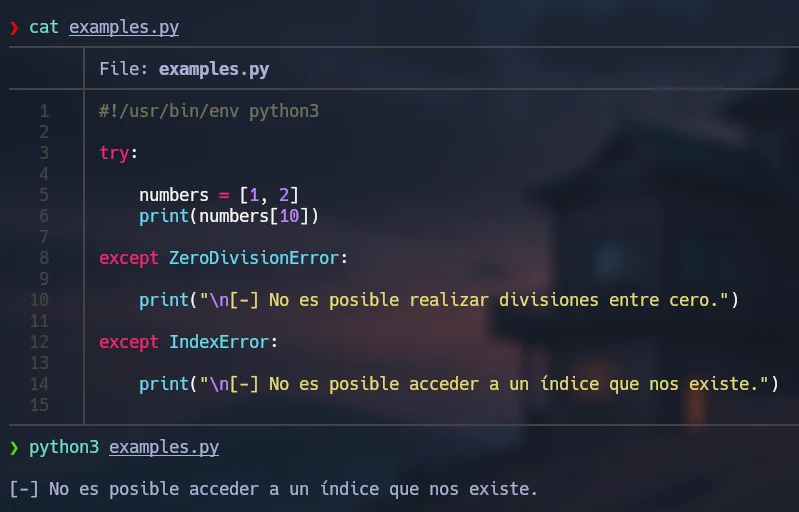 ❯ cat examples.py
File: examples.py
1 #!/usr/bin/env python3
2
3 try:
4
5     numbers = [1, 2]
6     print(numbers[10])
7
8 except ZeroDivisionError:
9
10     print("\n[-] No es posible realizar divisiones entre cero.")
11
12 except IndexError:
13
14     print("\n[-] No es posible acceder a un índice que nos existe.")
15
❯ python3 examples.py
[-] No es posible acceder a un índice que nos existe.